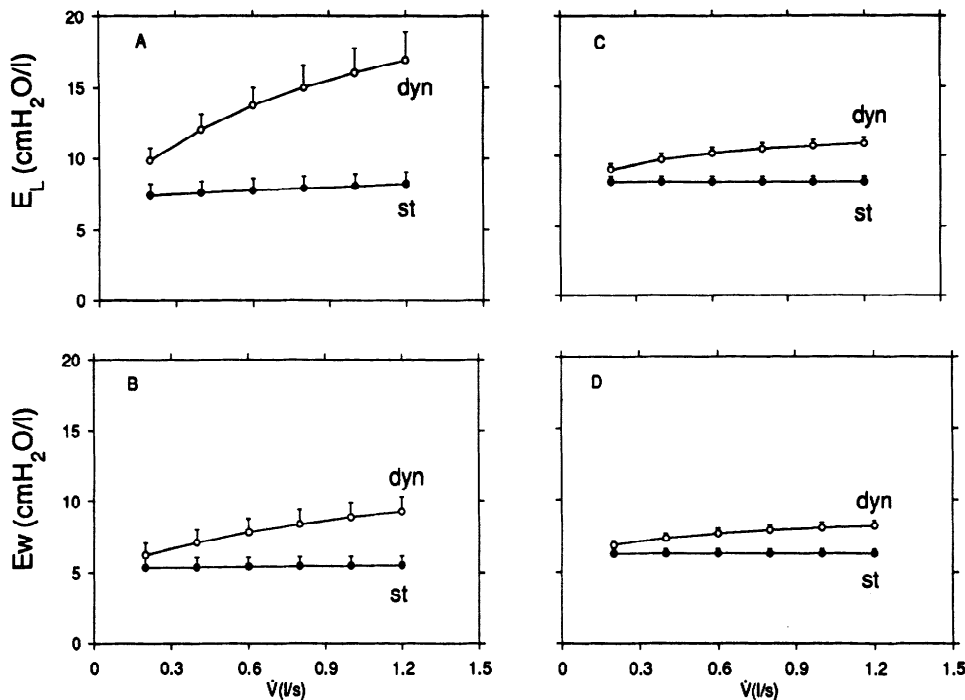 20
15
10
5
0
E_L (cmH₂O/l)
A
dyn
st
C
dyn
st
20
15
10
5
0
Ew (cmH₂O/l)
B
dyn
st
D
dyn
st
0 0.3 0.6 0.9 1.2 1.5
V̇(l/s)
0 0.3 0.6 0.9 1.2 1.5
V̇(l/s)